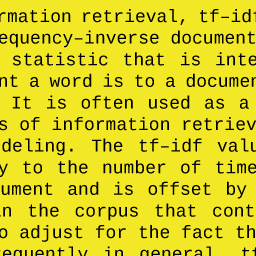 rmation retrieval, tf–idf
equency–inverse document
statistic that is inte
nt a word is to a documen
It is often used as a
s of information retriev
deling. The tf–idf valu
y to the number of time
ument and is offset by
n the corpus that cont
o adjust for the fact th
equently in general. tf